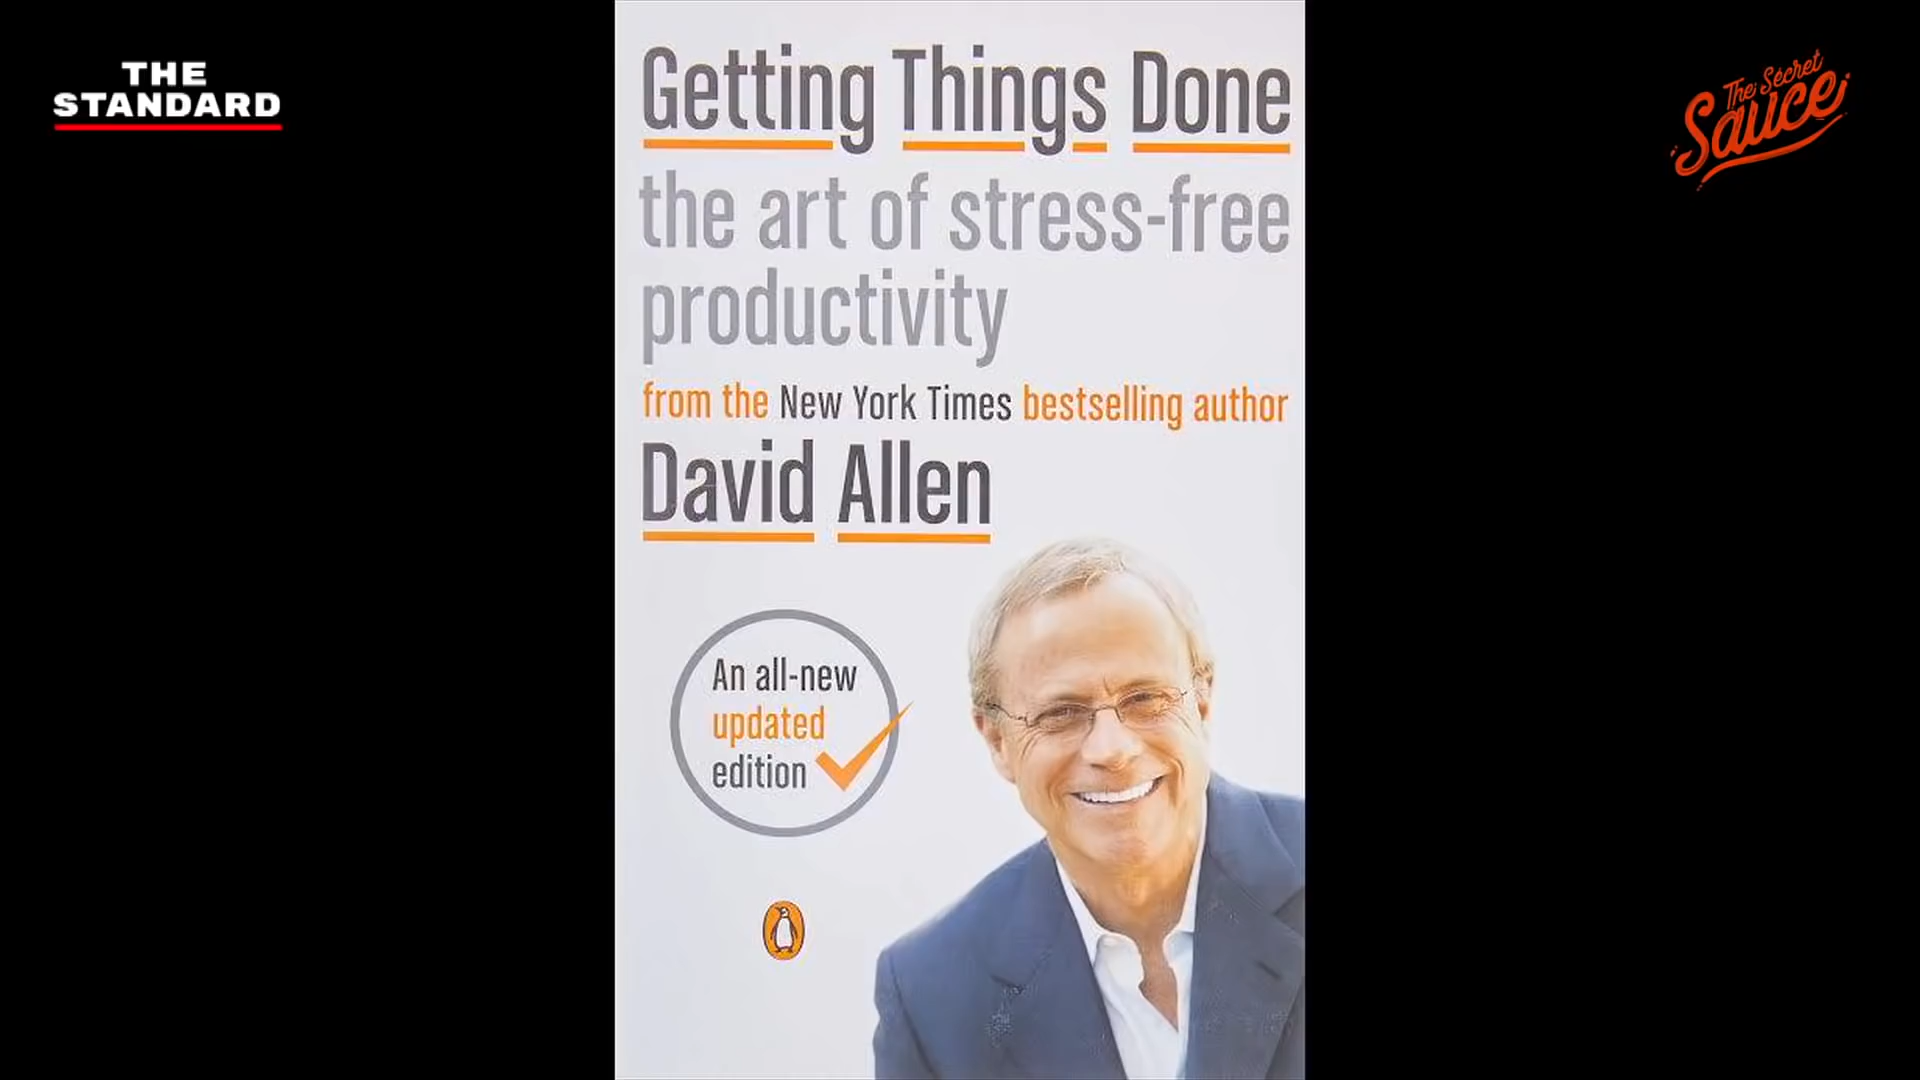 THE
STANDARD
The Secret
Sauce
Getting Things Done
the art of stress-free
productivity
from the New York Times bestselling author
David Allen
An all-new
updated
edition